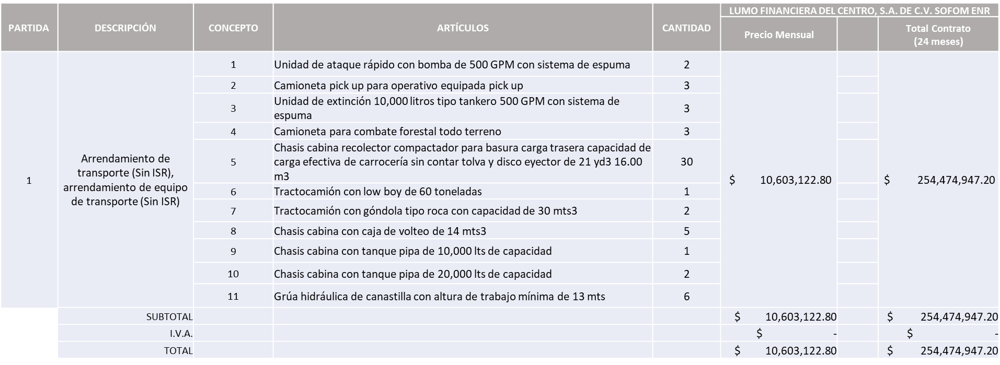 LUMO FINANCIERA DEL CENTRO, S.A. DE C.V. SOFOM ENR
PARTIDA DESCRIPCIÓN CONCEPTO ARTÍCULOS CANTIDAD Precio Mensual Total Contrato
(24 meses)
1 Unidad de ataque rápido con bomba de 500 GPM con sistema de espuma 2
2 Camioneta pick up para operativo equipada pick up 3
3 Unidad de extinción 10,000 litros tipo tankero 500 GPM con sistema de
espuma 3
4 Camioneta para combate forestal todo terreno 3
1
Arrendamiento de
transporte (Sin ISR),
arrendamiento de equipo
de transporte (Sin ISR)
5 Chasis cabina recolector compactador para basura carga trasera capacidad de
carga efectiva de carrocería sin contar tolva y disco eyector de 21 yd3 16.00
m3 30
$ 10,603,122.80 $ 254,474,947.20
6 Tractocamión con low boy de 60 toneladas 1
7 Tractocamión con góndola tipo roca con capacidad de 30 mts3 2
8 Chasis cabina con caja de volteo de 14 mts3 5
9 Chasis cabina con tanque pipa de 10,000 lts de capacidad 1
10 Chasis cabina con tanque pipa de 20,000 lts de capacidad 2
11 Grúa hidráulica de canastilla con altura de trabajo mínima de 13 mts 6
SUBTOTAL $ 10,603,122.80 $ 254,474,947.20
I.V.A. $ - $ -
TOTAL $ 10,603,122.80 $ 254,474,947.20